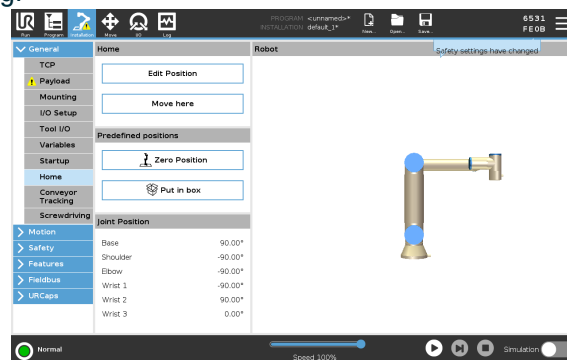 g.
UR
Run Program Installation Move I/O Log
PROGRAM <unnamed>*
INSTALLATION default_1*
New... Open... Save...
6531
FE0B
General
TCP
Payload
Mounting
I/O Setup
Tool I/O
Variables
Startup
Home
Conveyor
Tracking
Screwdriving
Motion
Safety
Features
Fieldbus
URCaps
Home
Edit Position
Move here
Predefined positions
Zero Position
Put in box
Joint Position
Base 90.00°
Shoulder -90.00°
Elbow -90.00°
Wrist 1 -90.00°
Wrist 2 90.00°
Wrist 3 0.00°
Robot
Safety settings have changed
Normal
Speed 100%
Simulation